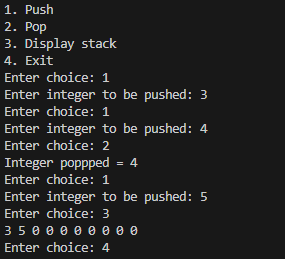 1. Push
2. Pop
3. Display stack
4. Exit
Enter choice: 1
Enter integer to be pushed: 3
Enter choice: 1
Enter integer to be pushed: 4
Enter choice: 2
Integer poppped = 4
Enter choice: 1
Enter integer to be pushed: 5
Enter choice: 3
3 5 0 0 0 0 0 0 0 0
Enter choice: 4